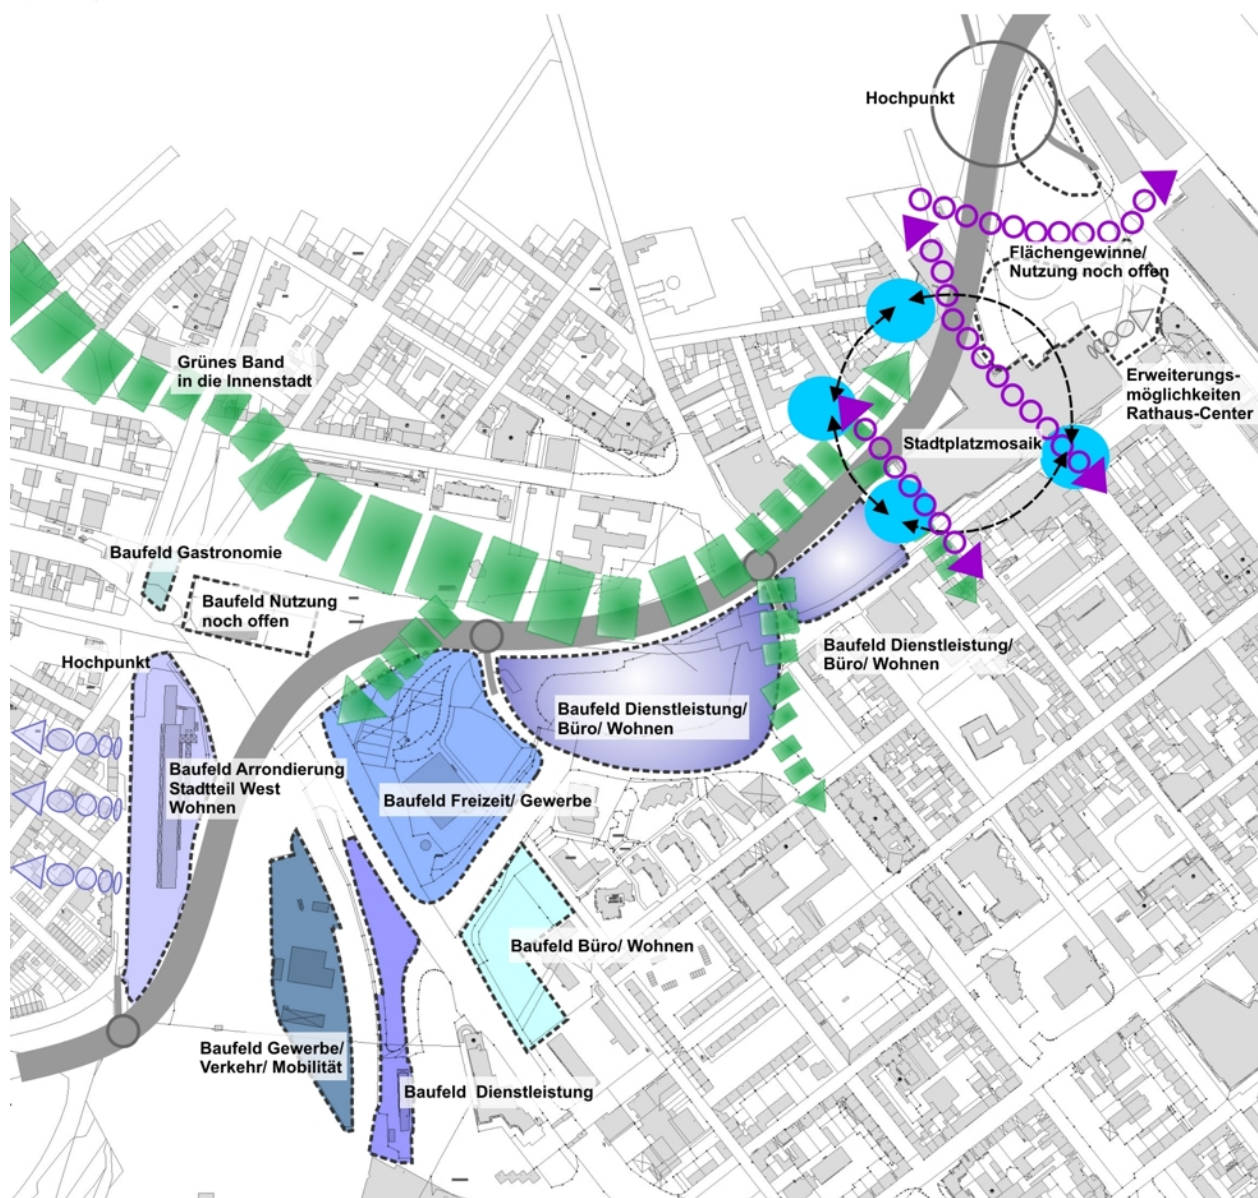 Hochpunkt
Flächengewinne/
Nutzung noch offen
Grünes Band
in die Innenstadt
Erweiterungs-
möglichkeiten
Rathaus-Center
Stadtplatzmosaik
Baufeld Gastronomie
Baufeld Nutzung
noch offen
Baufeld Dienstleistung/
Büro/ Wohnen
Hochpunkt
Baufeld Dienstleistung/
Büro/ Wohnen
Baufeld Arrondierung
Stadtteil West
Wohnen
Baufeld Freizeit/ Gewerbe
Baufeld Büro/ Wohnen
Baufeld Gewerbe/
Verkehr/ Mobilität
Baufeld Dienstleistung